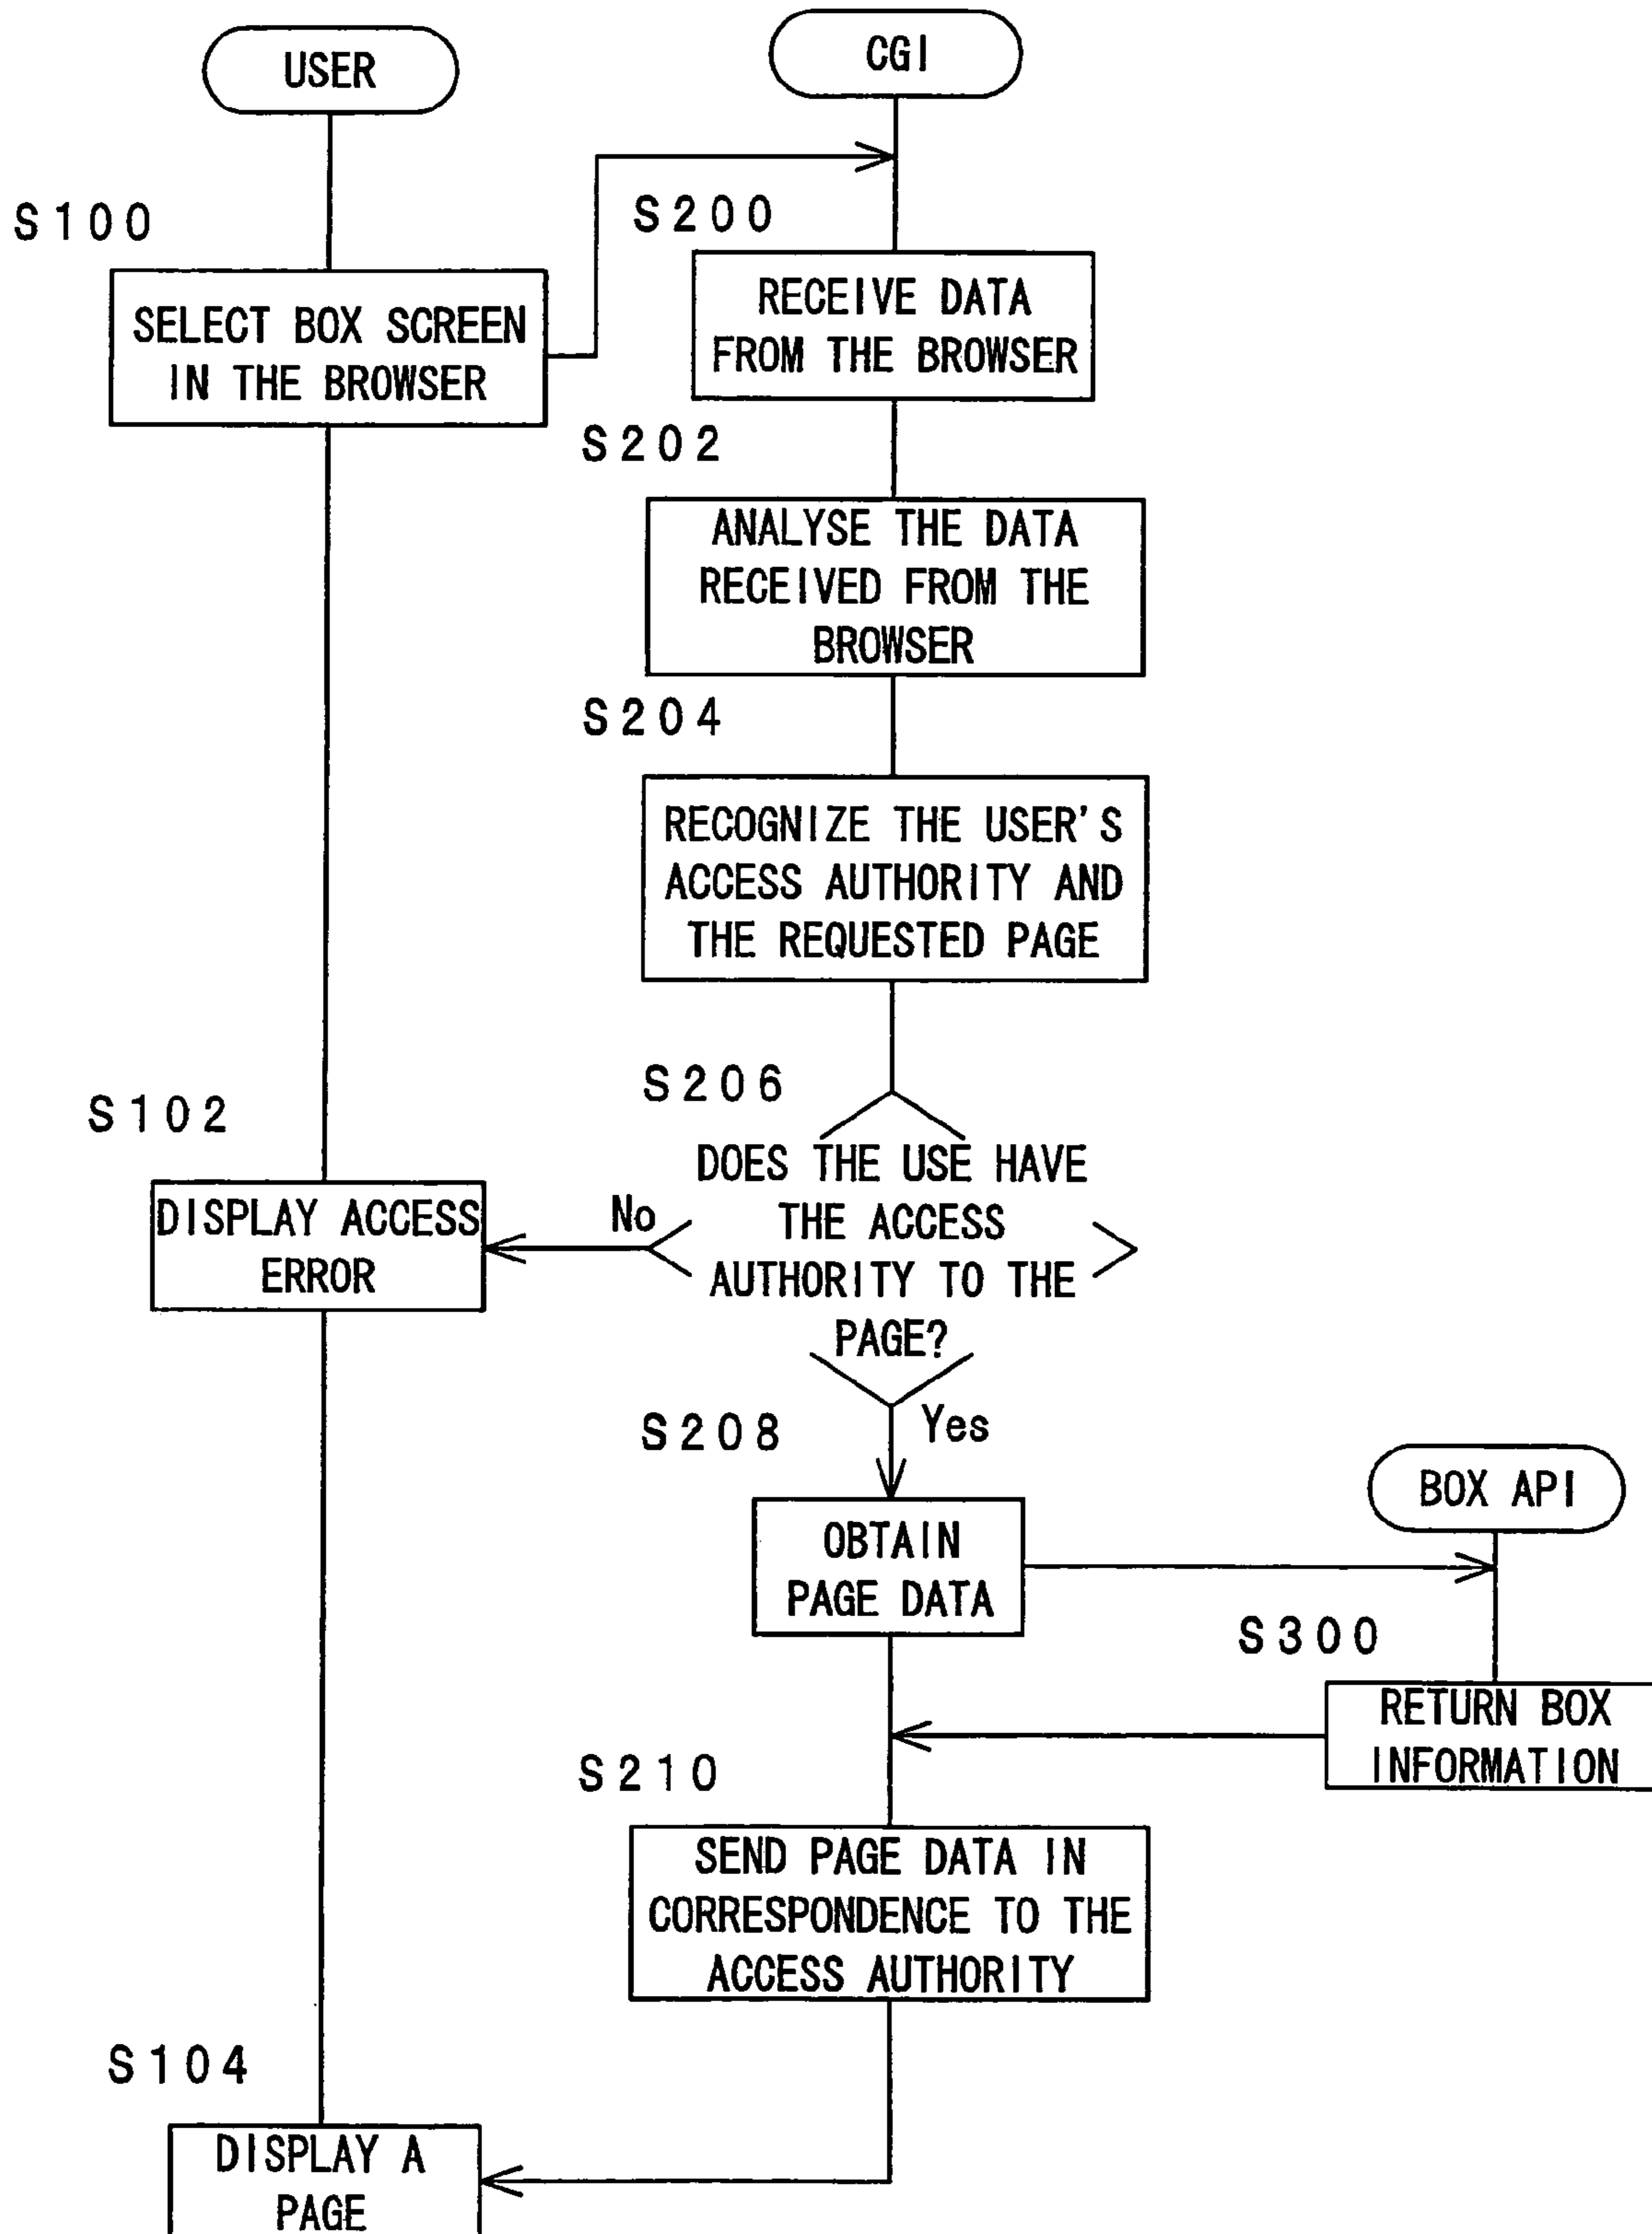 USER
CGI
S100
S200
SELECT BOX SCREEN
IN THE BROWSER
RECEIVE DATA
FROM THE BROWSER
S202
ANALYSE THE DATA
RECEIVED FROM THE
BROWSER
S204
RECOGNIZE THE USER'S
ACCESS AUTHORITY AND
THE REQUESTED PAGE
S206
S102
DOES THE USE HAVE
THE ACCESS
AUTHORITY TO THE
PAGE?
No
DISPLAY ACCESS
ERROR
S208
Yes
BOX API
OBTAIN
PAGE DATA
S300
RETURN BOX
INFORMATION
S210
SEND PAGE DATA IN
CORRESPONDENCE TO THE
ACCESS AUTHORITY
S104
DISPLAY A
PAGE